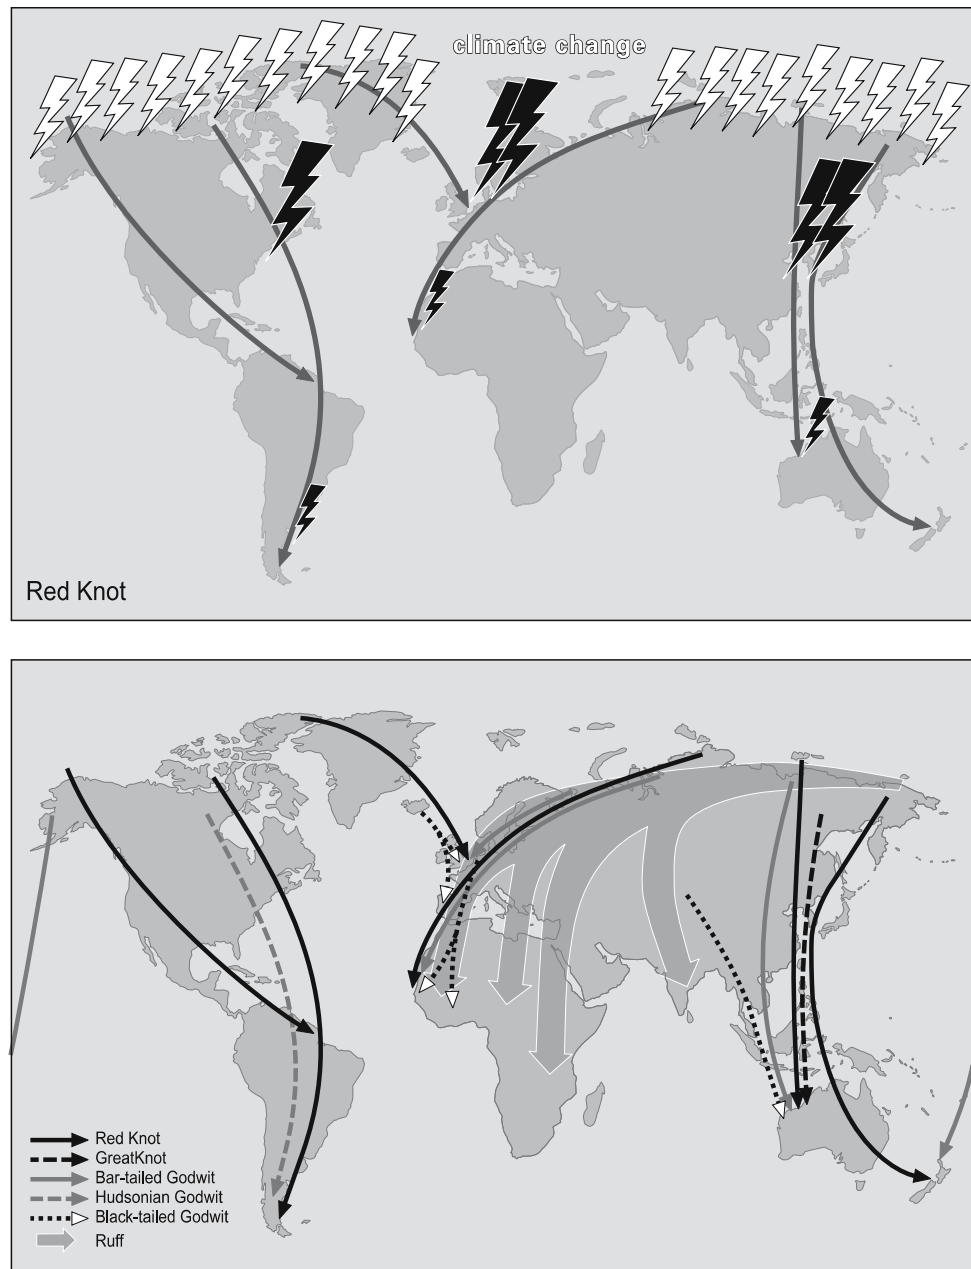 climate change
Red Knot
Red Knot
GreatKnot
Bar-tailed Godwit
Hudsonian Godwit
Black-tailed Godwit
Ruff